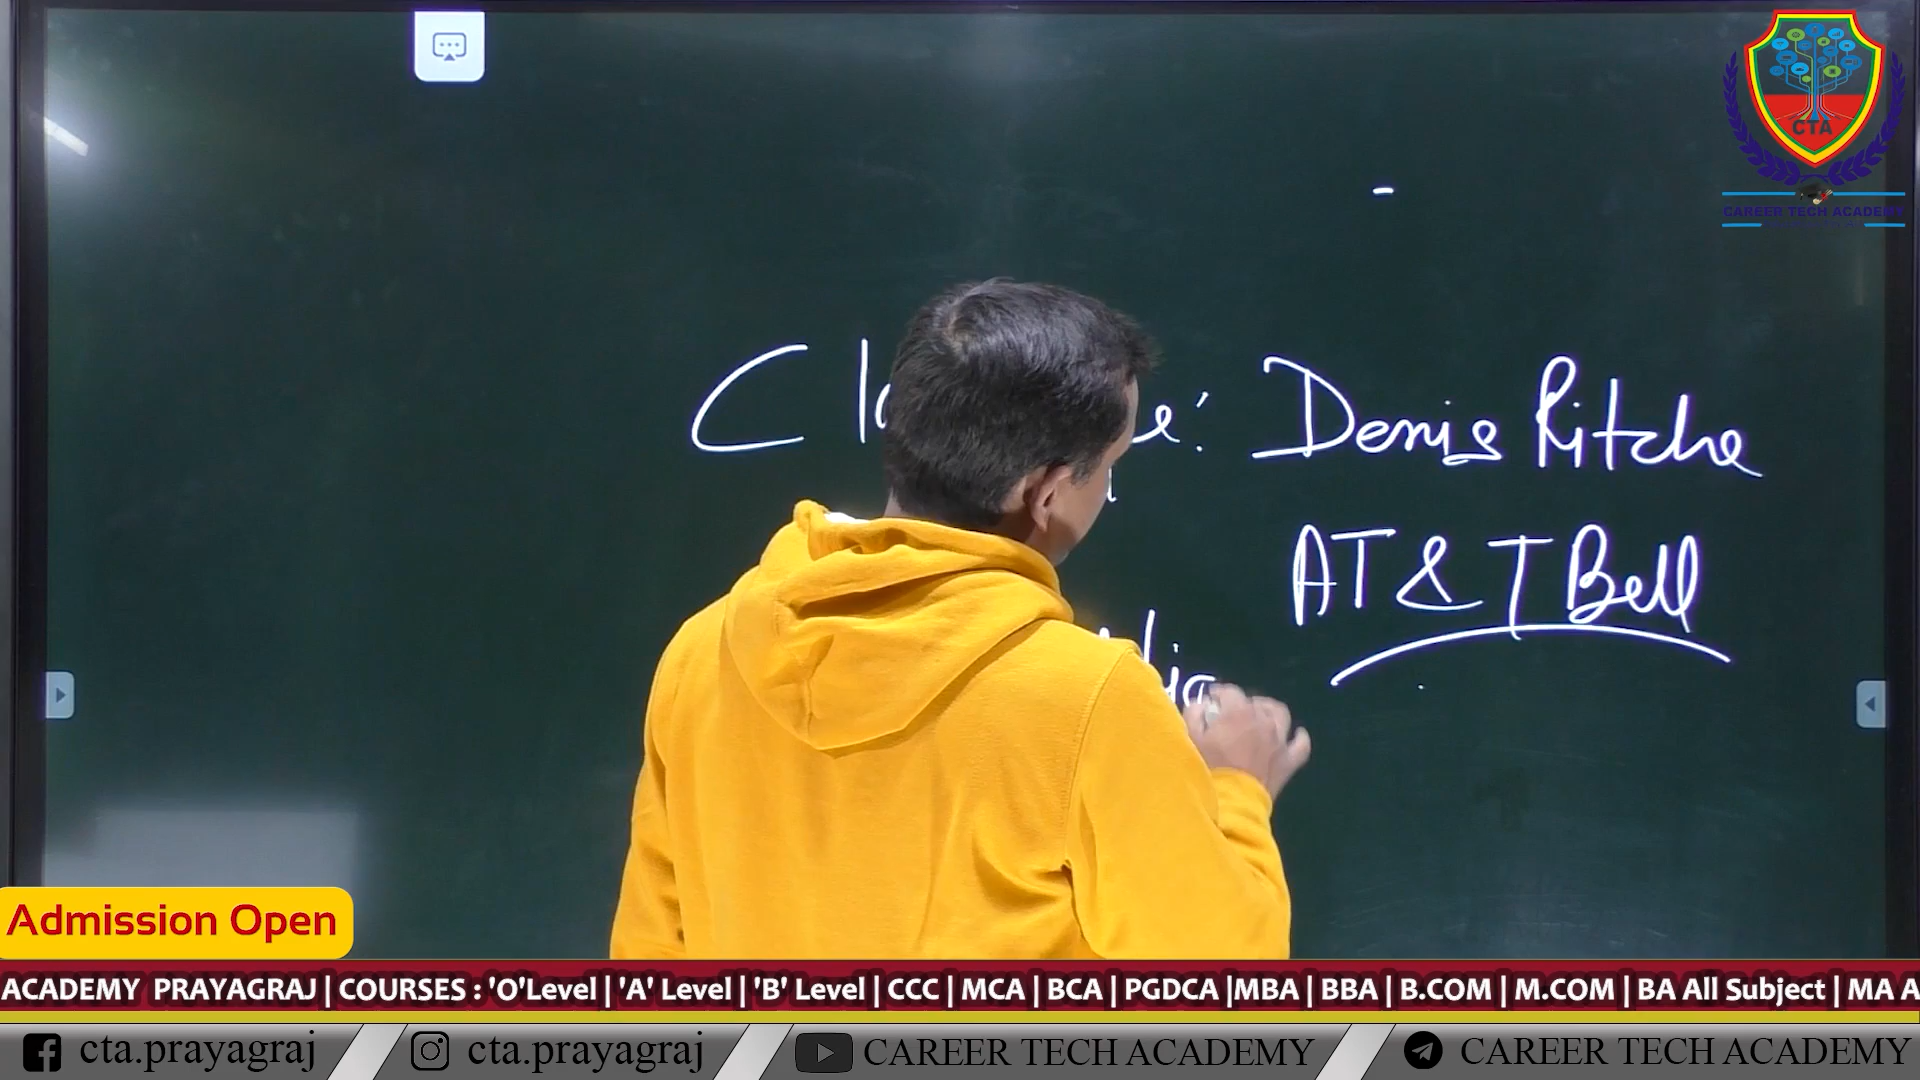 CTA
CAREER TECH ACADEMY
C la e: Denis Ritche
AT & T Bell
Admission Open
ACADEMY PRAYAGRAJ | COURSES : 'O'Level | 'A' Level | 'B' Level | CCC | MCA | BCA | PGDCA |MBA | BBA | B.COM | M.COM | BA All Subject | MA A
cta.prayagraj cta.prayagraj CAREER TECH ACADEMY CAREER TECH ACADEMY